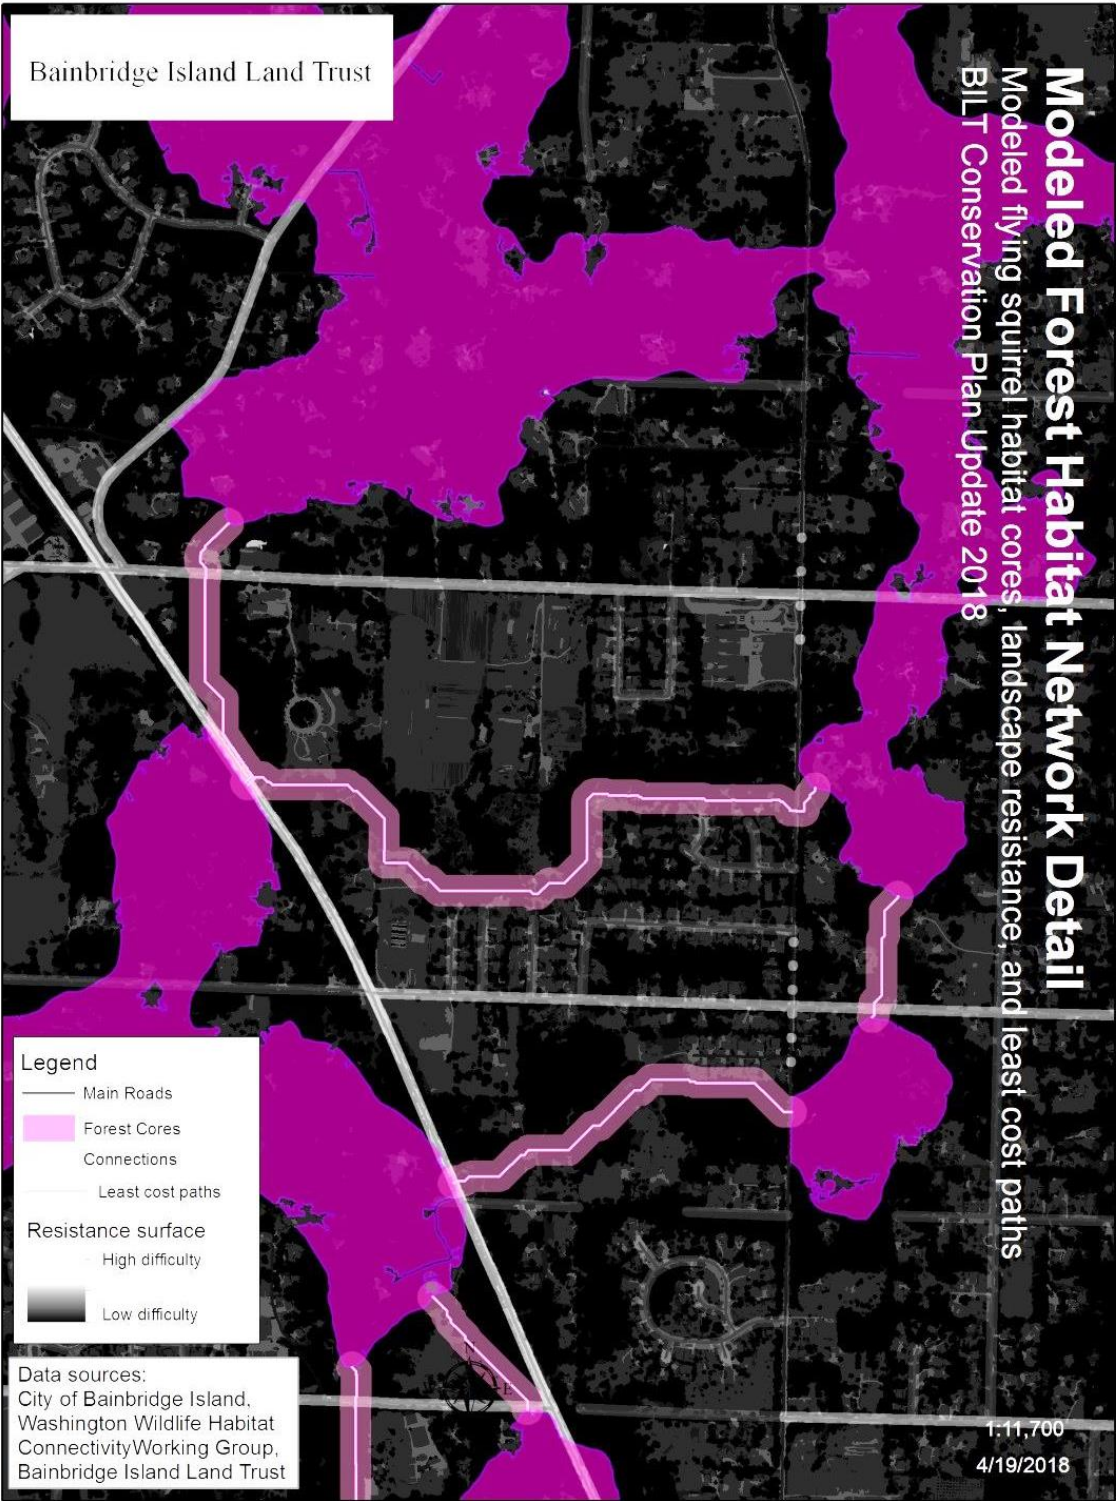 Bainbridge Island Land Trust
Modeled Forest Habitat Network Detail
Modeled flying squirrel habitat cores, landscape resistance, and least cost paths
BILT Conservation Plan Update 2018
Legend
Main Roads
Forest Cores
Connections
Least cost paths
Resistance surface
High difficulty
Low difficulty
Data sources:
City of Bainbridge Island,
Washington Wildlife Habitat
ConnectivityWorking Group,
Bainbridge Island Land Trust
N
E
1:11,700
4/19/2018